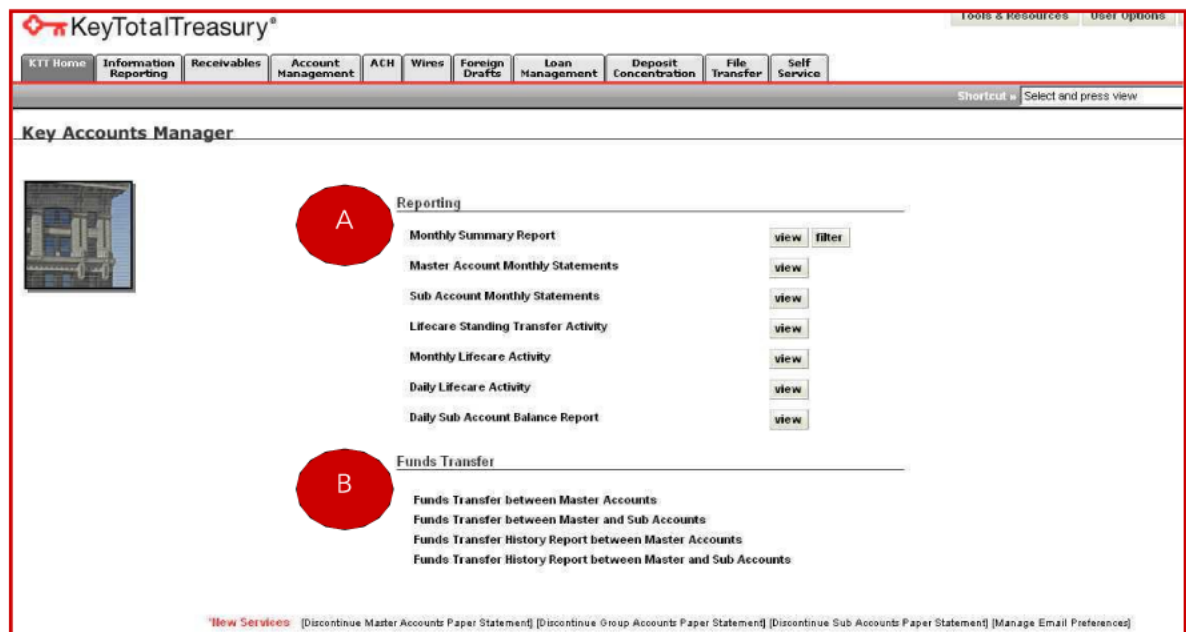 KeyTotalTreasury®
Tools & Resources User Options
KTT Home Information Reporting Receivables Account Management ACH Wires Foreign Drafts Loan Management Deposit Concentration File Transfer Self Service
Shortcut » Select and press view
Key Accounts Manager
A
Reporting
Monthly Summary Report view filter
Master Account Monthly Statements view
Sub Account Monthly Statements view
Lifecare Standing Transfer Activity view
Monthly Lifecare Activity view
Daily Lifecare Activity view
Daily Sub Account Balance Report view
B
Funds Transfer
Funds Transfer between Master Accounts
Funds Transfer between Master and Sub Accounts
Funds Transfer History Report between Master Accounts
Funds Transfer History Report between Master and Sub Accounts
*New Services [Discontinue Master Accounts Paper Statement] [Discontinue Group Accounts Paper Statement] [Discontinue Sub Accounts Paper Statement] [Manage Email Preferences]